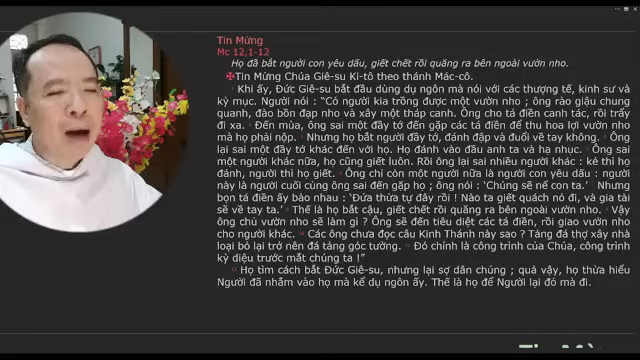 Tin Mừng
Mc 12,1-12
Họ đã bắt người con yêu dấu, giết chết rồi quăng ra bên ngoài vườn nho.
✠Tin Mừng Chúa Giê-su Ki-tô theo thánh Mác-cô.
Khi ấy, Đức Giê-su bắt đầu dùng dụ ngôn mà nói với các thượng tế, kinh sư và
kỳ mục. Người nói : “Có người kia trồng được một vườn nho ; ông rào giậu chung
quanh, đào bồn đạp nho và xây một tháp canh. Ông cho tá điền canh tác, rồi trẩy
đi xa. Đến mùa, ông sai một đầy tớ đến gặp các tá điền để thu hoa lợi vườn nho
mà họ phải nộp. Nhưng họ bắt người đầy tớ, đánh đập và đuổi về tay không. Ông
lại sai một đầy tớ khác đến với họ. Họ đánh vào đầu anh ta và hạ nhục. Ông sai
một người khác nữa, họ cũng giết luôn. Rồi ông lại sai nhiều người khác : kẻ thì họ
đánh, người thì họ giết. Ông chỉ còn một người nữa là người con yêu dấu : người
này là người cuối cùng ông sai đến gặp họ ; ông nói : ‘Chúng sẽ nể con ta.’ Nhưng
bọn tá điền ấy bảo nhau : ‘Đứa thừa tự đây rồi ! Nào ta giết quách nó đi, và gia tài
sẽ về tay ta.’ Thế là họ bắt cậu, giết chết rồi quăng ra bên ngoài vườn nho. Vậy
ông chủ vườn nho sẽ làm gì ? Ông sẽ đến tiêu diệt các tá điền, rồi giao vườn nho
cho người khác. Các ông chưa đọc câu Kinh Thánh này sao ? Tảng đá thợ xây nhà
loại bỏ lại trở nên đá tảng góc tường. Đó chính là công trình của Chúa, công trình
kỳ diệu trước mắt chúng ta !”
Họ tìm cách bắt Đức Giê-su, nhưng lại sợ dân chúng ; quả vậy, họ thừa hiểu
Người đã nhắm vào họ mà kể dụ ngôn ấy. Thế là họ để Người lại đó mà đi.